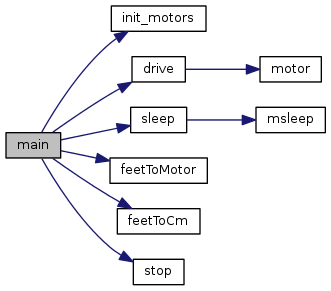 init_motors
drive
motor
sleep
msleep
main
feetToMotor
feetToCm
stop